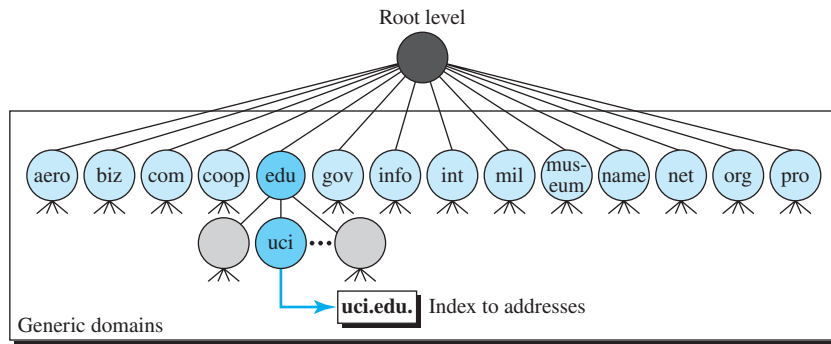 Root level
aero biz com coop edu gov info int mil mus-
eum name net org pro
uci ...
uci.edu. Index to addresses
Generic domains